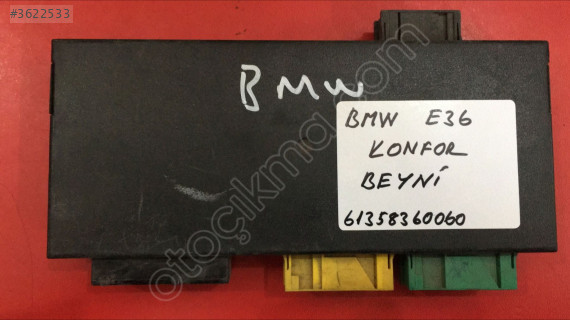 #3622533
BMW
BMW E36
KONFOR
BEYNİ
61358360060
otoçıkma.com